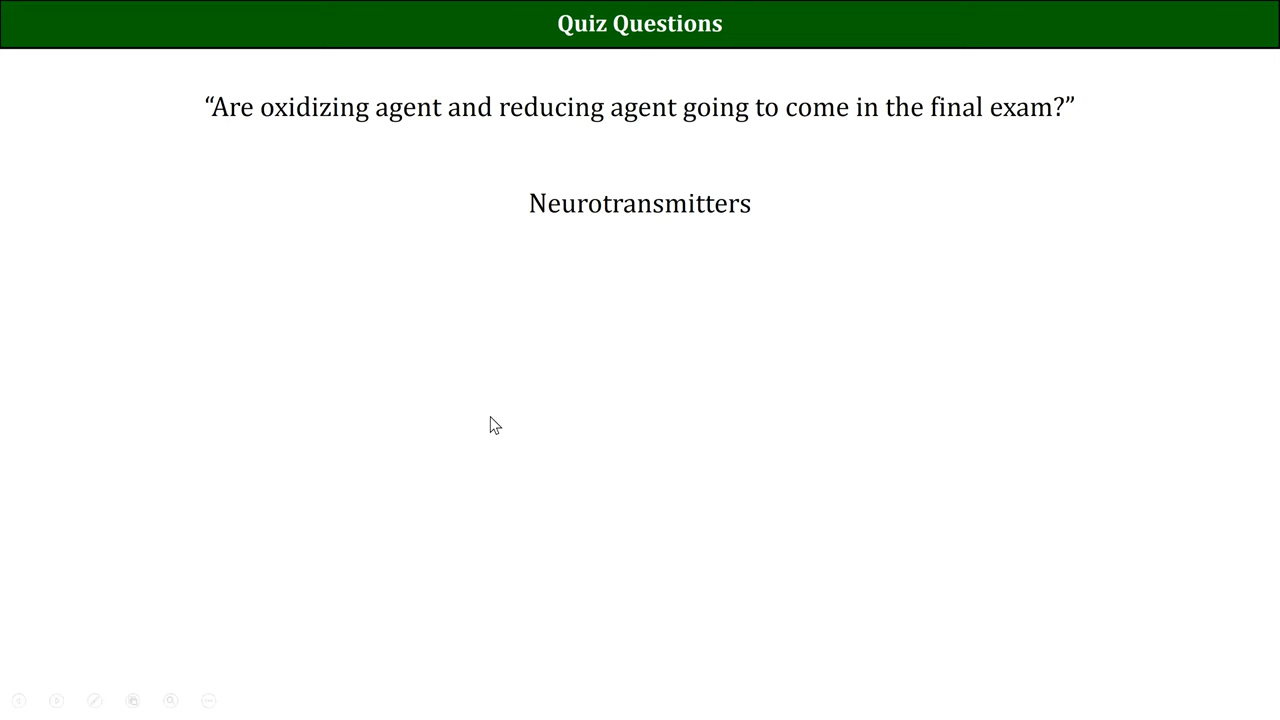 Quiz Questions
“Are oxidizing agent and reducing agent going to come in the final exam?”
Neurotransmitters